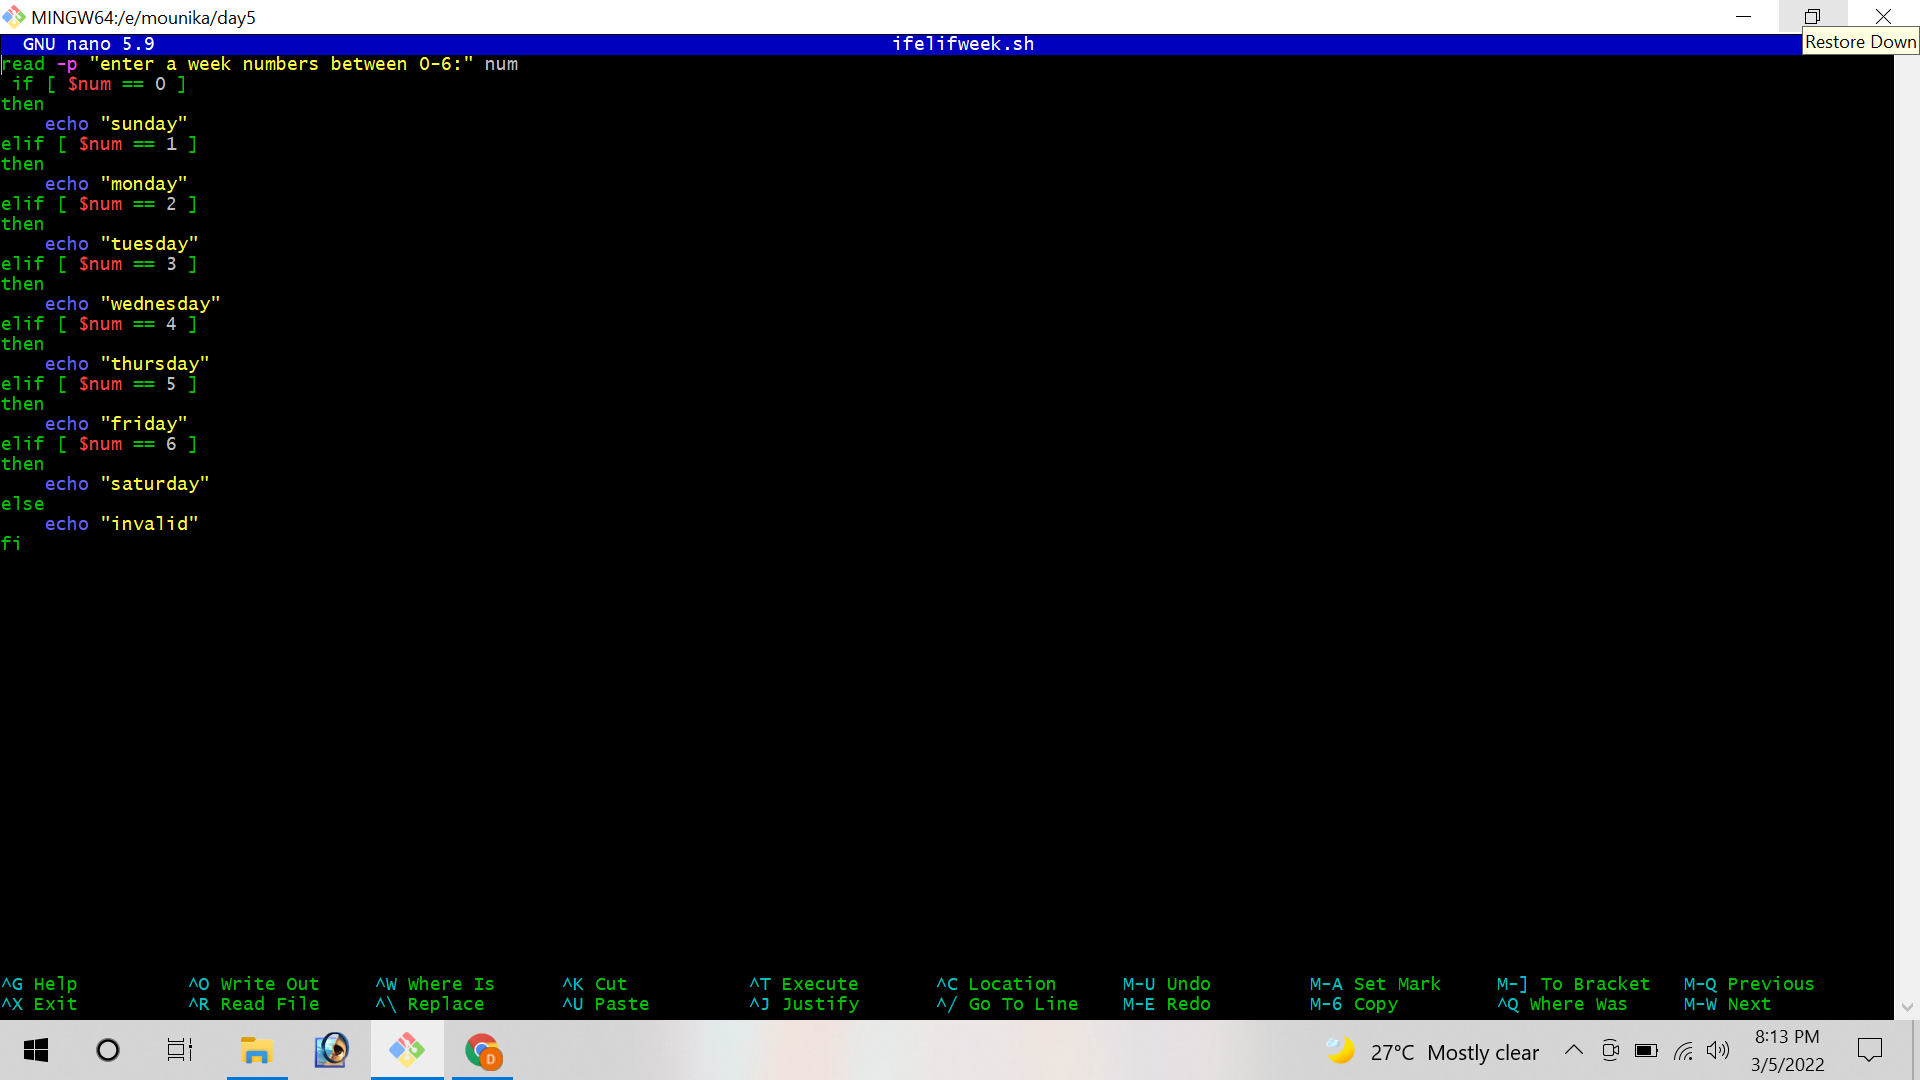 MINGW64:/e/mounika/day5
GNU nano 5.9 ifelifweek.sh
Restore Down
read -p "enter a week numbers between 0-6:" num
if [ $num == 0 ]
then
echo "sunday"
elif [ $num == 1 ]
then
echo "monday"
elif [ $num == 2 ]
then
echo "tuesday"
elif [ $num == 3 ]
then
echo "wednesday"
elif [ $num == 4 ]
then
echo "thursday"
elif [ $num == 5 ]
then
echo "friday"
elif [ $num == 6 ]
then
echo "saturday"
else
echo "invalid"
fi
^G Help ^O Write Out ^W Where Is ^K Cut ^T Execute ^C Location M-U Undo M-A Set Mark M-] To Bracket M-Q Previous
^X Exit ^R Read File ^\ Replace ^U Paste ^J Justify ^/ Go To Line M-E Redo M-6 Copy ^Q Where Was M-W Next
D
27°C Mostly clear
8:13 PM
3/5/2022